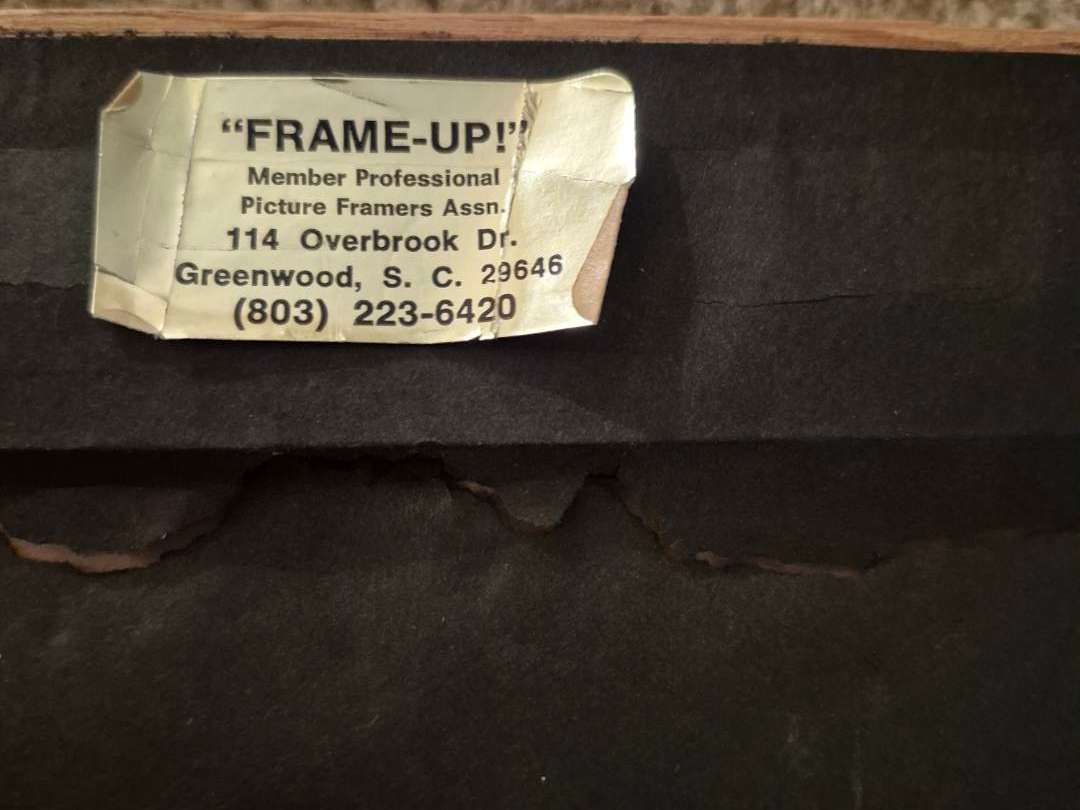 “FRAME-UP!”
Member Professional
Picture Framers Assn.
114 Overbrook Dr.
Greenwood, S. C. 29646
(803) 223-6420